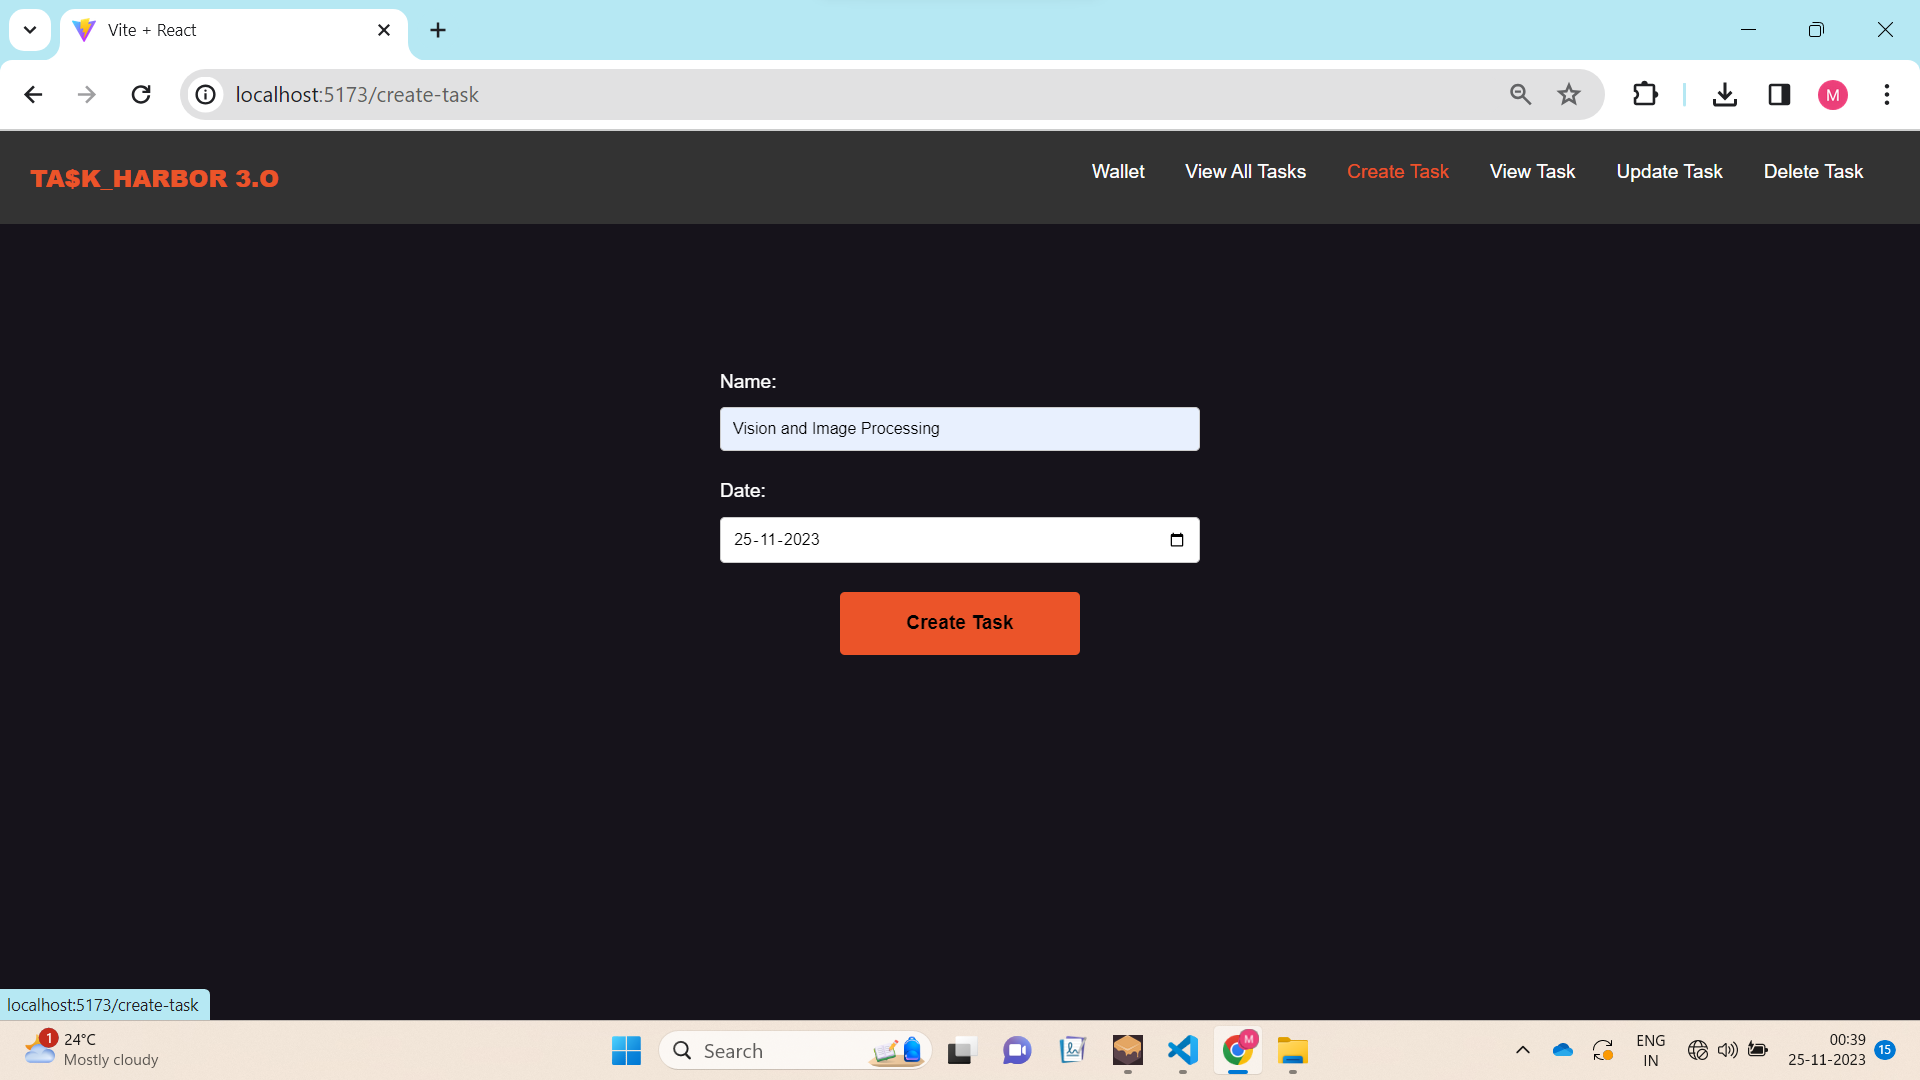 Vite + React
localhost:5173/create-task
M
TA$K_HARBOR 3.O
Wallet
View All Tasks
Create Task
View Task
Update Task
Delete Task
Name:
Vision and Image Processing
Date:
25-11-2023
Create Task
localhost:5173/create-task
1
24°C
Mostly cloudy
Search
M
ENG
IN
00:39
25-11-2023
15